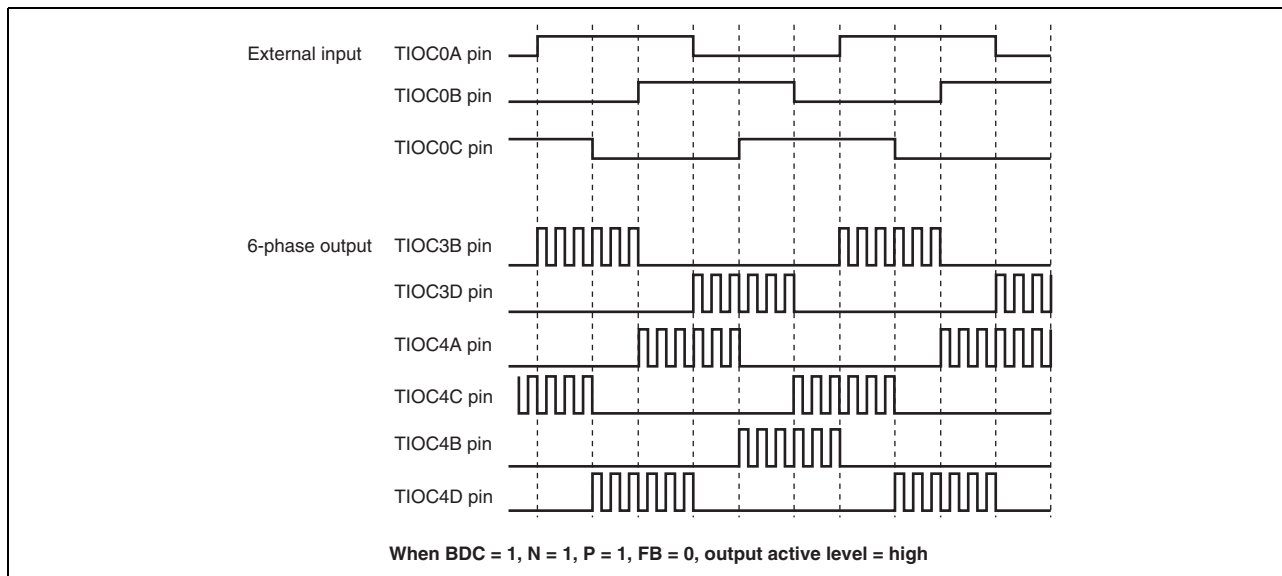 External input TIOC0A pin
TIOC0B pin
TIOC0C pin
6-phase output TIOC3B pin
TIOC3D pin
TIOC4A pin
TIOC4C pin
TIOC4B pin
TIOC4D pin
When BDC = 1, N = 1, P = 1, FB = 0, output active level = high